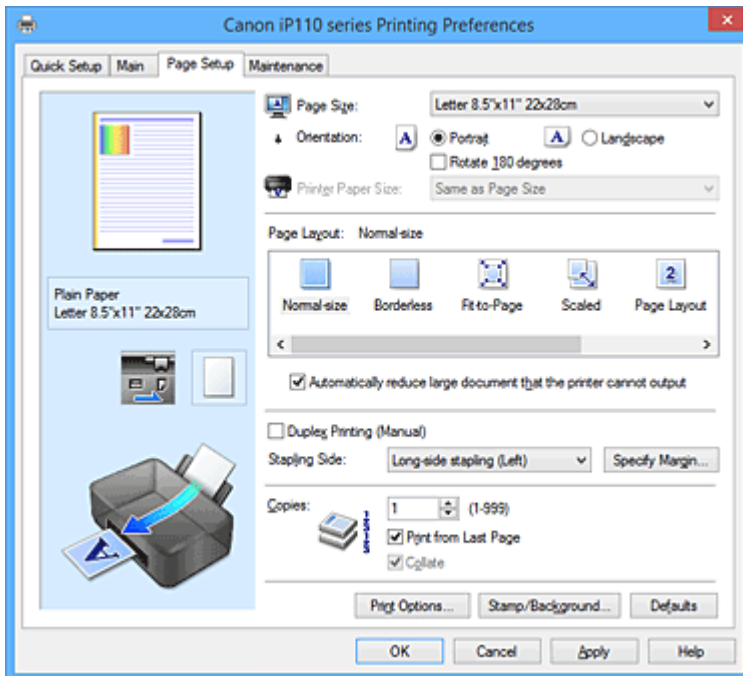 Canon iP110 series Printing Preferences
Quick Setup Main Page Setup Maintenance
Page Size: Letter 8.5"x11" 22x28cm
Orientation: A Portrait A Landscape
Rotate 180 degrees
Printer Paper Size: Same as Page Size
Page Layout: Normal-size
2
Normal-size Borderless Fit-to-Page Scaled Page Layout
Plain Paper
Letter 8.5"x11" 22x28cm
Automatically reduce large document that the printer cannot output
Duplex Printing (Manual)
Stapling Side: Long-side stapling (Left) Specify Margin...
Copies: 1 (1-999)
Print from Last Page
Collate
A
Print Options... Stamp/Background... Defaults
OK Cancel Apply Help